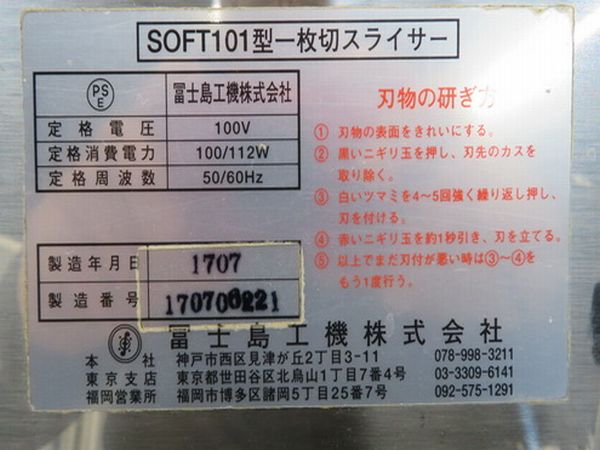 SOFT101型一枚切スライサー
PSE 冨士島工機株式会社
定格電圧 100V
定格消費電力 100/112W
定格周波数 50/60Hz
製造年月日 1707
製造番号 170706221
刃物の研ぎ方
① 刃物の表面をきれいにする。
② 黒いニギリ玉を押し、刃先のカスを
取り除く。
③ 白いツマミを4～5回強く繰り返し押し、
刃を付ける。
④ 赤いニギリ玉を約1秒引き、刃を立てる。
⑤ 以上でまだ刃付が悪い時は③～④を
もう1度行う。
冨士島工機株式会社
本社 神戸市西区見津が丘2丁目3-11 078-998-3211
東京支店 東京都世田谷区北烏山1丁目7番4号 03-3309-6141
福岡営業所 福岡市博多区諸岡5丁目25番7号 092-575-1291